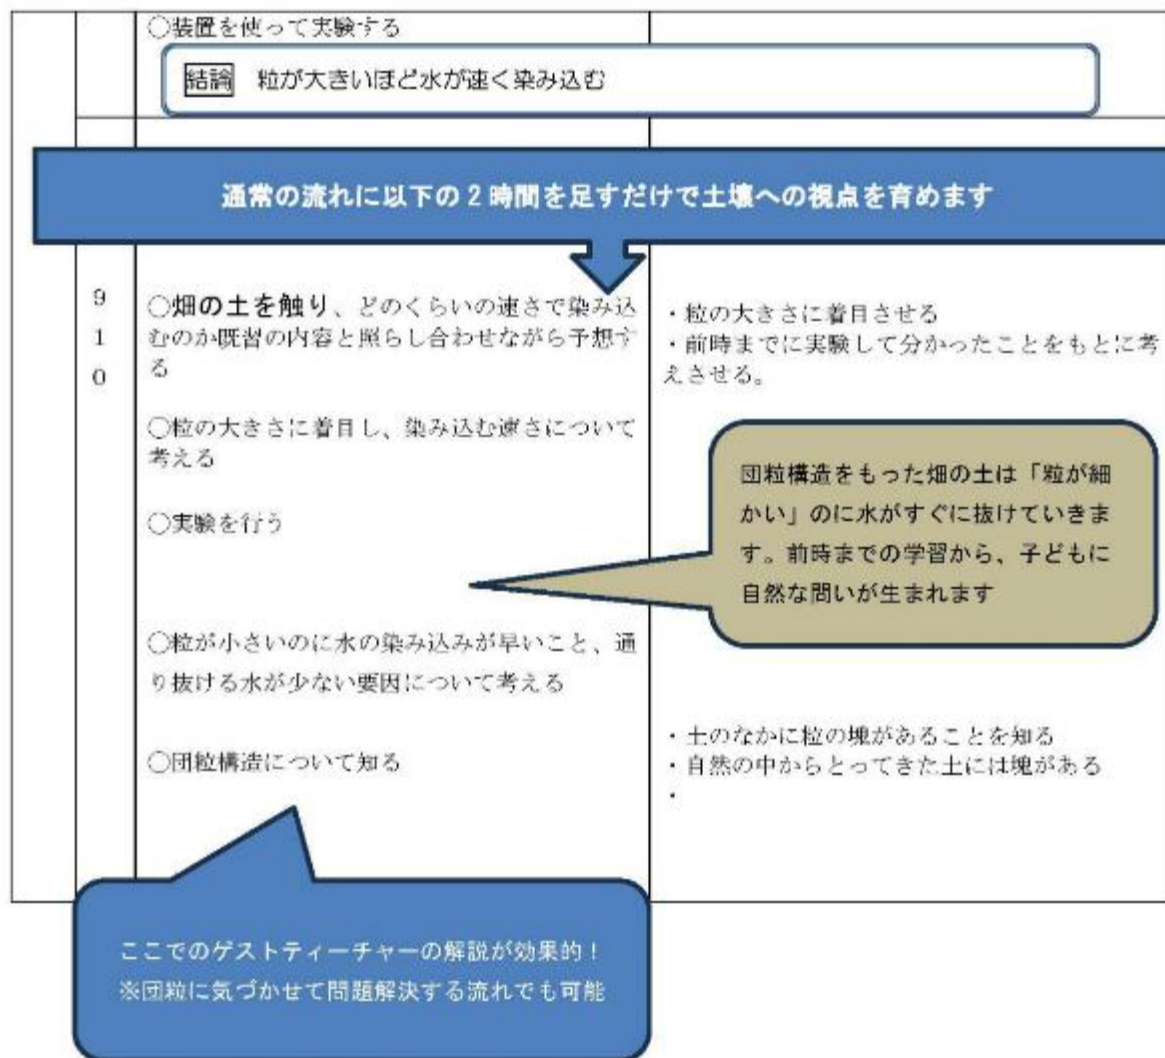 ○装置を使って実験する
結論　粒が大きいほど水が速く染み込む
通常の流れに以下の2時間を足すだけで土壌への視点を育めます
9
1
0
○畑の土を触り、どのくらいの速さで染み込
むのか既習の内容と照らし合わせながら予想す
る
○粒の大きさに着目し、染み込む速さについて
考える
○実験を行う
○粒が小さいのに水の染み込みが早いこと、通
り抜ける水が少ない要因について考える
○団粒構造について知る
・粒の大きさに着目させる
・前時までに実験して分かったことをもとに考
えさせる。
団粒構造をもった畑の土は「粒が細
かい」のに水がすぐに抜けていきま
す。前時までの学習から、子どもに
自然な問いが生まれます
・土のなかに粒の塊があることを知る
・自然の中からとってきた土には塊がある
・
ここでのゲストティーチャーの解説が効果的！
※団粒に気づかせて問題解決する流れでも可能